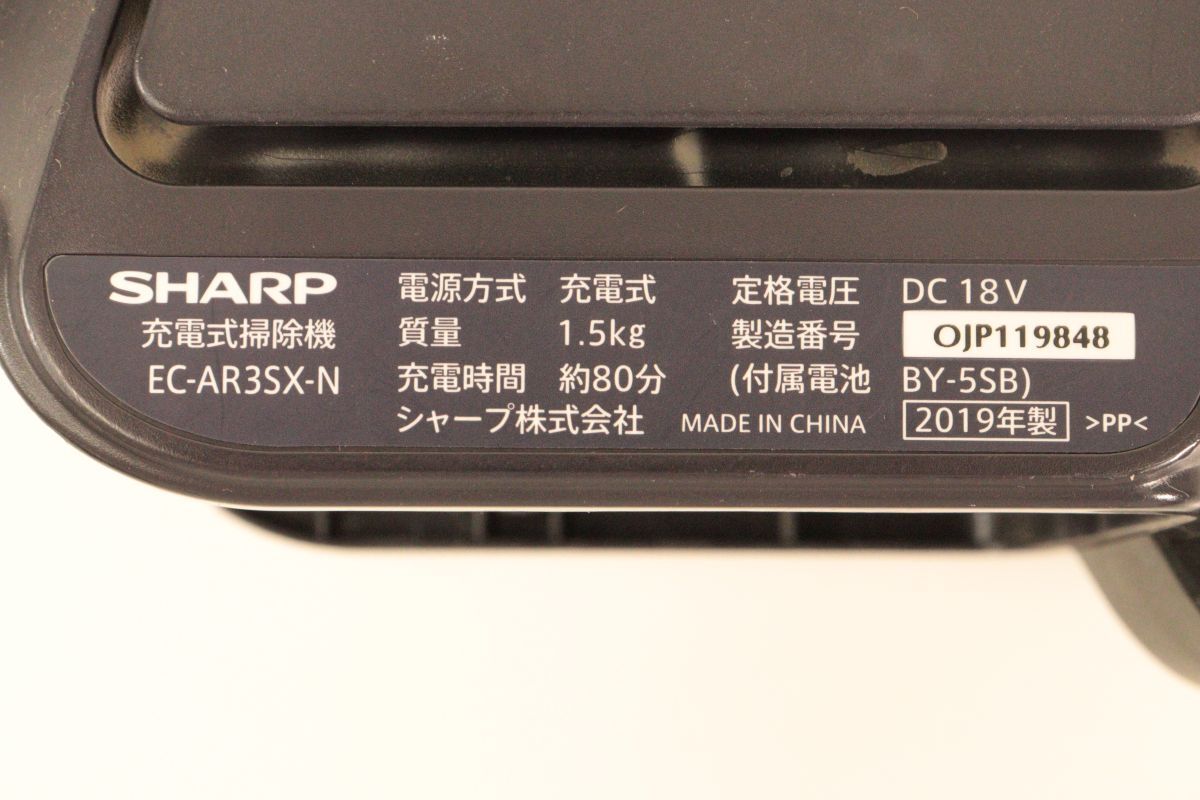 SHARP 電源方式 充電式 定格電圧 DC 18V
充電式掃除機 質量 1.5kg 製造番号 OJP119848
EC-AR3SX-N 充電時間 約80分 (付属電池 BY-5SB)
シャープ株式会社 MADE IN CHINA 2019年製 >PP<